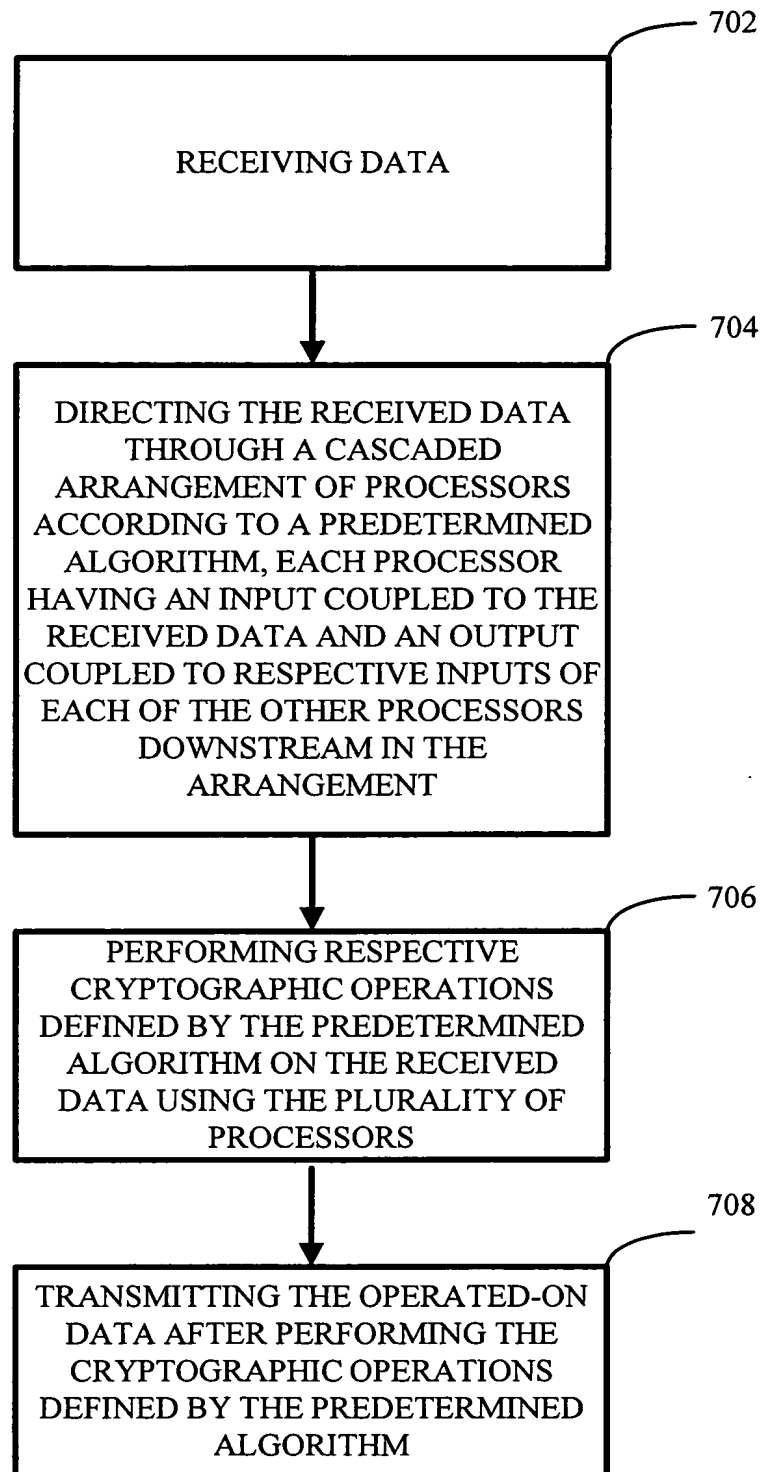 702
RECEIVING DATA
704
DIRECTING THE RECEIVED DATA
THROUGH A CASCADED
ARRANGEMENT OF PROCESSORS
ACCORDING TO A PREDETERMINED
ALGORITHM, EACH PROCESSOR
HAVING AN INPUT COUPLED TO THE
RECEIVED DATA AND AN OUTPUT
COUPLED TO RESPECTIVE INPUTS OF
EACH OF THE OTHER PROCESSORS
DOWNSTREAM IN THE
ARRANGEMENT
706
PERFORMING RESPECTIVE
CRYPTOGRAPHIC OPERATIONS
DEFINED BY THE PREDETERMINED
ALGORITHM ON THE RECEIVED
DATA USING THE PLURALITY OF
PROCESSORS
708
TRANSMITTING THE OPERATED-ON
DATA AFTER PERFORMING THE
CRYPTOGRAPHIC OPERATIONS
DEFINED BY THE PREDETERMINED
ALGORITHM